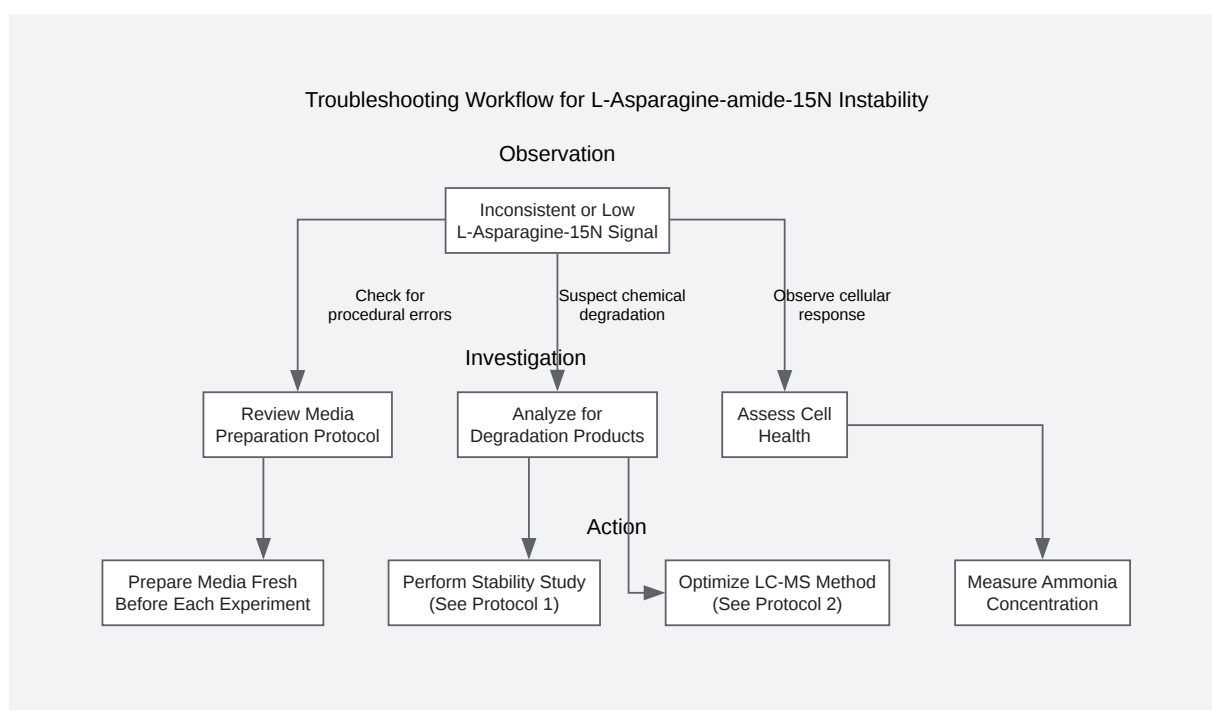 Troubleshooting Workflow for L-Asparagine-amide-15N Instability
Observation
Inconsistent or Low
L-Asparagine-15N Signal
Check for
procedural errors
Suspect chemical
degradation
Observe cellular
response
Investigation
Review Media
Preparation Protocol
Analyze for
Degradation Products
Assess Cell
Health
Action
Prepare Media Fresh
Before Each Experiment
Perform Stability Study
(See Protocol 1)
Optimize LC-MS Method
(See Protocol 2)
Measure Ammonia
Concentration